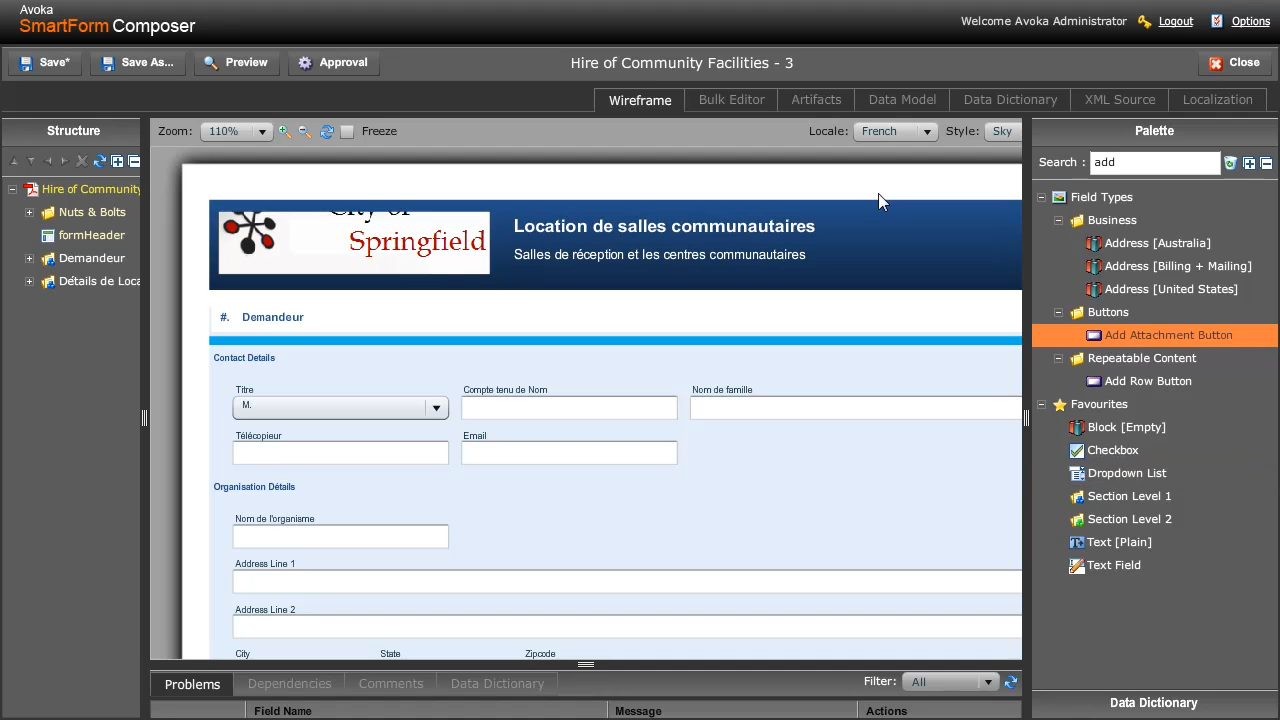 Avoka
SmartForm Composer
Welcome Avoka Administrator Logout Options
Save* Save As... Preview Approval Hire of Community Facilities - 3 Close
Wireframe Bulk Editor Artifacts Data Model Data Dictionary XML Source Localization
Structure
Hire of Community
Nuts & Bolts
formHeader
Demandeur
Détails de Loca
Zoom: 110% Freeze Locale: French Style: Sky
City of
Springfield
Location de salles communautaires
Salles de réception et les centres communautaires
#. Demandeur
Contact Details
Titre Compte tenu de Nom Nom de famille
M.
Télécopieur Email
Organisation Détails
Nom de l'organisme
Address Line 1
Address Line 2
City State Zipcode
Problems Dependencies Comments Data Dictionary Filter: All
Field Name Message Actions
Palette
Search : add
Field Types
Business
Address [Australia]
Address [Billing + Mailing]
Address [United States]
Buttons
Add Attachment Button
Repeatable Content
Add Row Button
Favourites
Block [Empty]
Checkbox
Dropdown List
Section Level 1
Section Level 2
Text [Plain]
Text Field
Data Dictionary